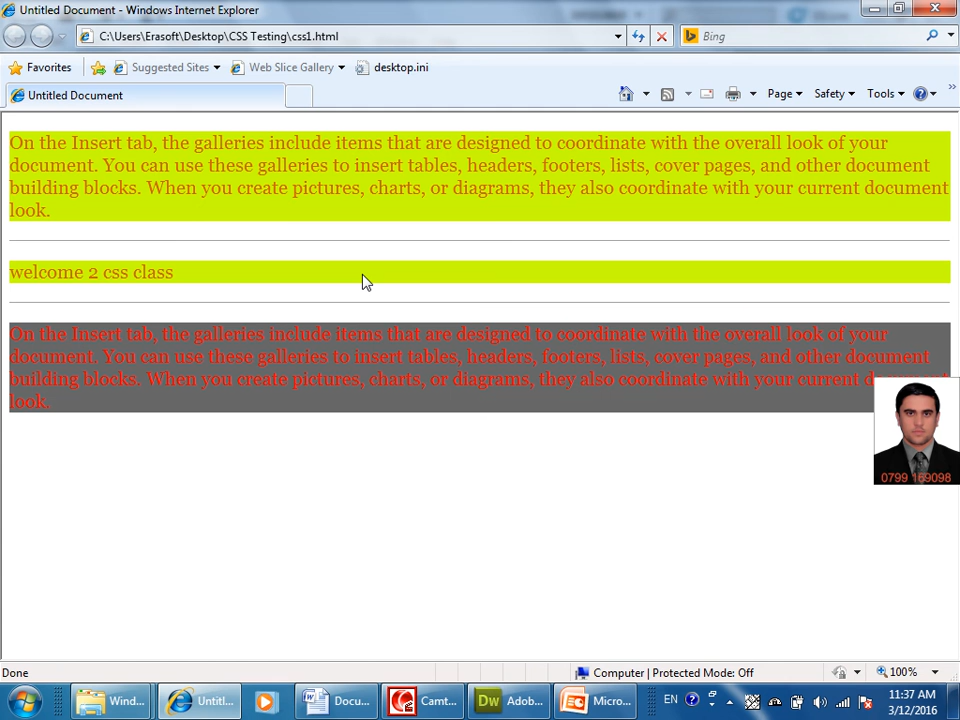 Untitled Document - Windows Internet Explorer
C:\Users\Erasoft\Desktop\CSS Testing\css1.html
Bing
Favorites
Suggested Sites
Web Slice Gallery
desktop.ini
Untitled Document
Page
Safety
Tools
On the Insert tab, the galleries include items that are designed to coordinate with the overall look of your
document. You can use these galleries to insert tables, headers, footers, lists, cover pages, and other document
building blocks. When you create pictures, charts, or diagrams, they also coordinate with your current document
look.
welcome 2 css class
On the Insert tab, the galleries include items that are designed to coordinate with the overall look of your
document. You can use these galleries to insert tables, headers, footers, lists, cover pages, and other document
building blocks. When you create pictures, charts, or diagrams, they also coordinate with your current
look.
0799 169098
Done
Computer | Protected Mode: Off
100%
Wind...
Untitl...
Docu...
Camt...
Adob...
Micro...
EN
11:37 AM
3/12/2016